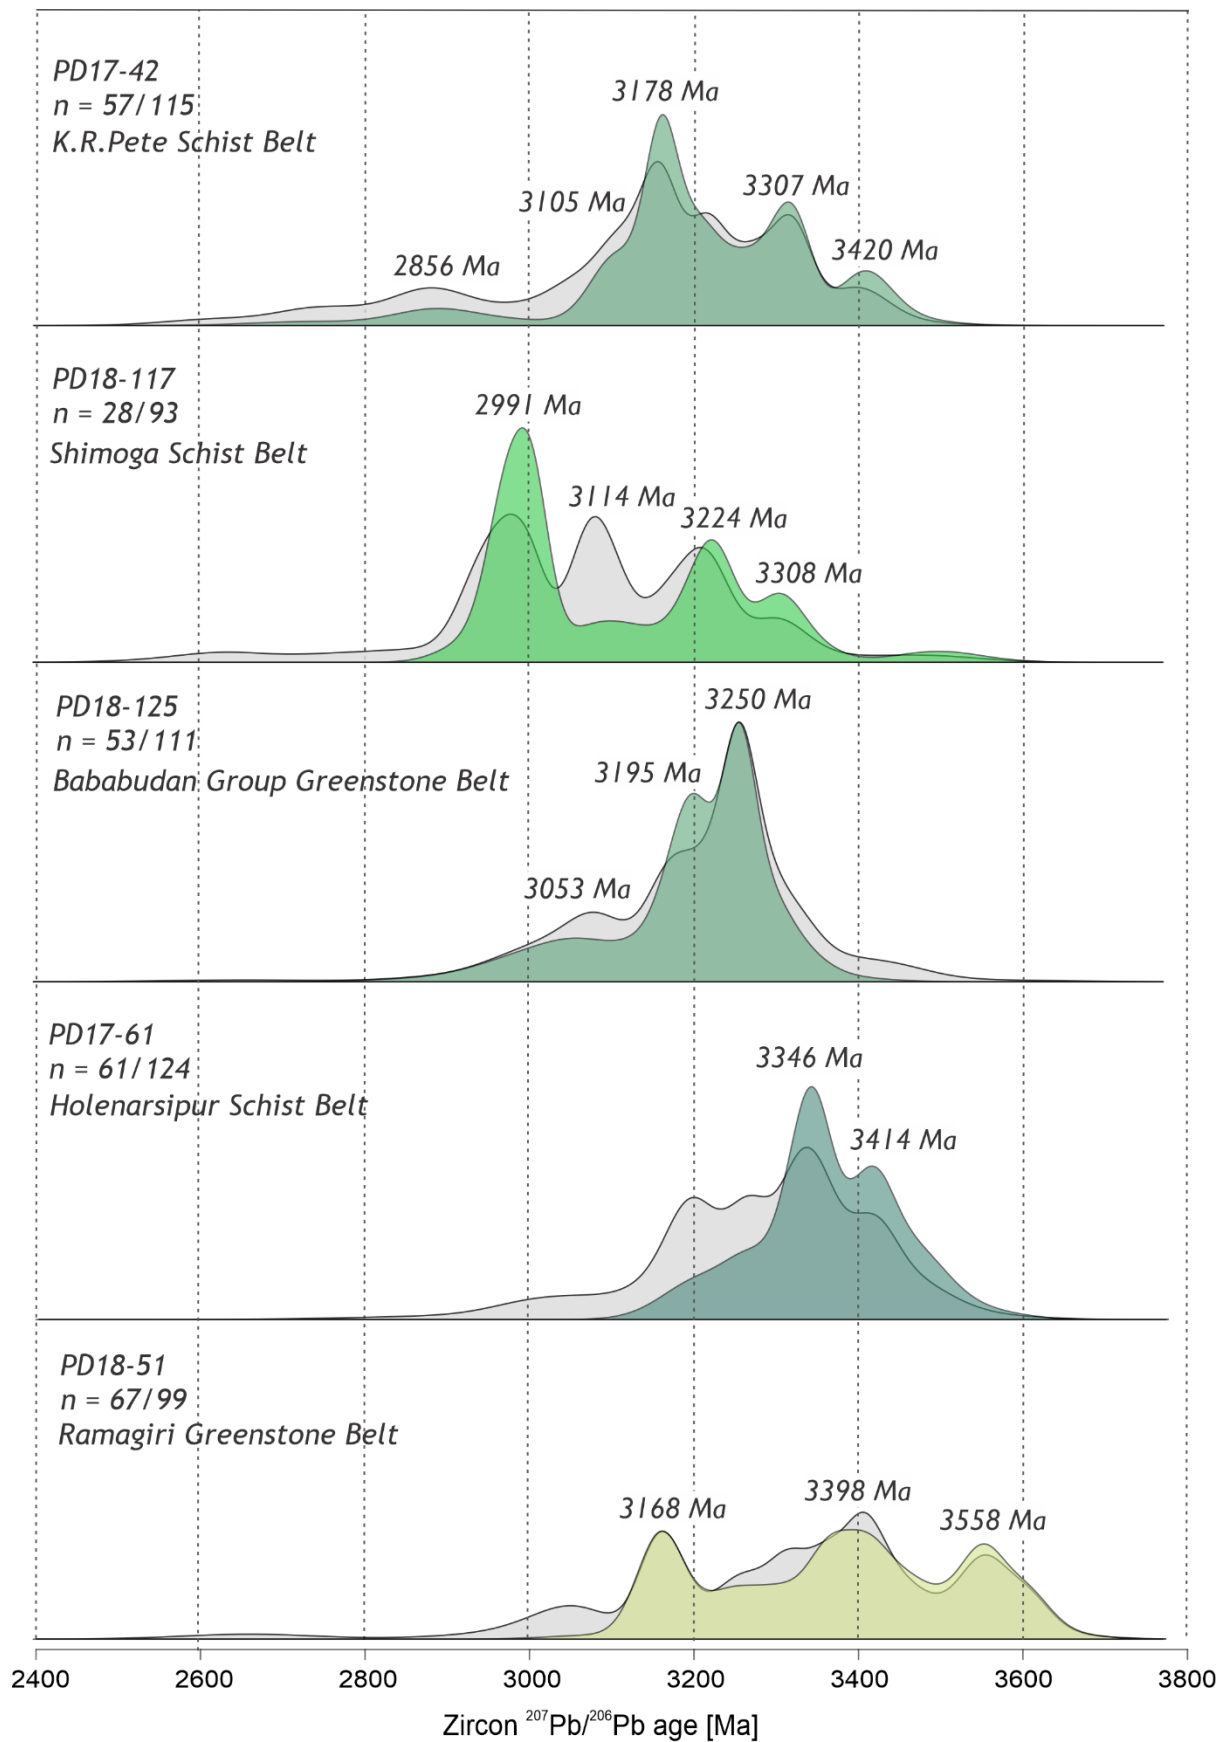 PD17-42
n = 57/115
K.R.Pete Schist Belt
3178 Ma
3105 Ma
3307 Ma
2856 Ma
3420 Ma
PD18-117
n = 28/93
Shimoga Schist Belt
2991 Ma
3114 Ma
3224 Ma
3308 Ma
PD18-125
n = 53/111
Bababudan Group Greenstone Belt
3250 Ma
3195 Ma
3053 Ma
PD17-61
n = 61/124
Holenarsipur Schist Belt
3346 Ma
3414 Ma
PD18-51
n = 67/99
Ramagiri Greenstone Belt
3168 Ma
3398 Ma
3558 Ma
2400 2600 2800 3000 3200 3400 3600 3800
Zircon ²⁰⁷Pb/²⁰⁶Pb age [Ma]